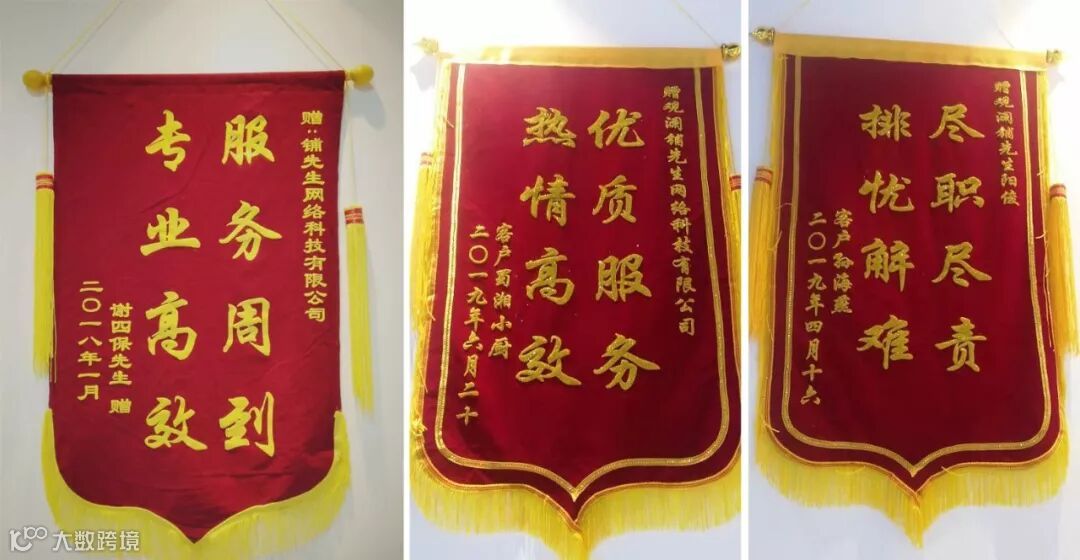 赠:铺先生网络科技有限公司
服务周到
专业高效
谢四保先生 赠
二〇一八年一月
赠观澜铺先生网络科技有限公司
优质服务
热情高效
客户蜀湘小厨
二〇一九年六月二十
赠观澜铺先生阳俊
尽职尽责
排忧解难
客户孙海燕
二〇一九年四月十六
大数跨境